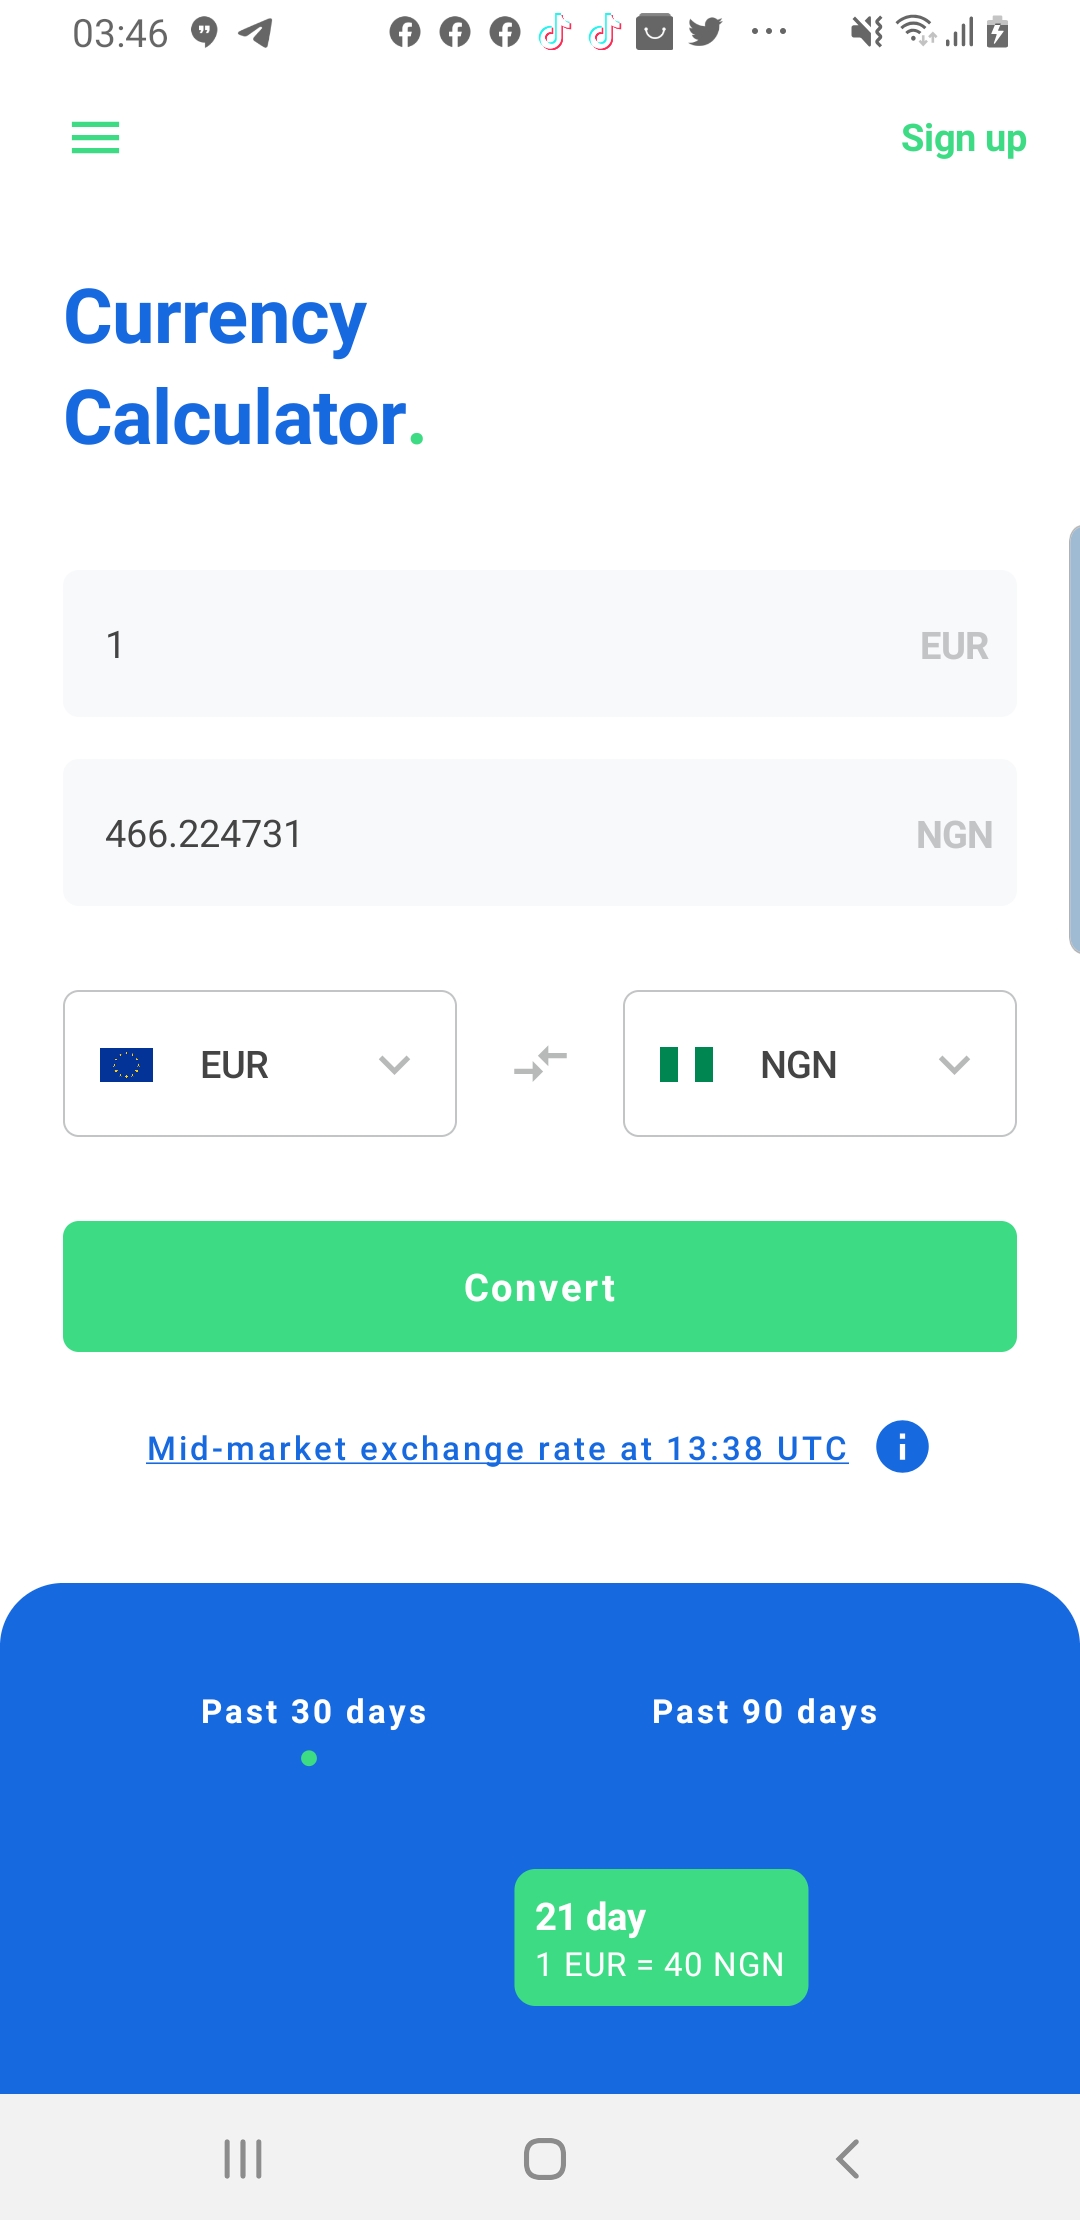 03:46
Sign up
Currency
Calculator.
1 EUR
466.224731 NGN
EUR NGN
Convert
Mid-market exchange rate at 13:38 UTC
Past 30 days Past 90 days
21 day
1 EUR = 40 NGN